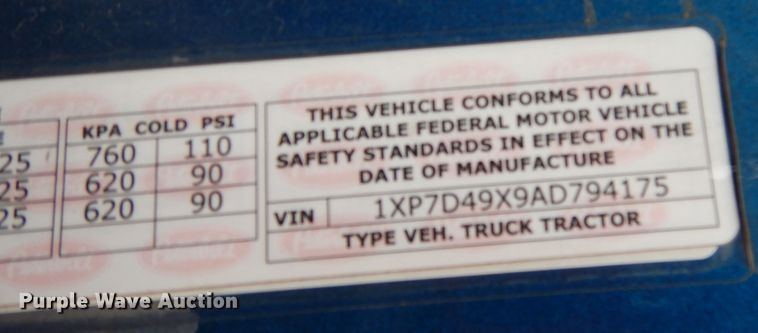 KPA COLD PSI
25 760 110
25 620 90
25 620 90
THIS VEHICLE CONFORMS TO ALL
APPLICABLE FEDERAL MOTOR VEHICLE
SAFETY STANDARDS IN EFFECT ON THE
DATE OF MANUFACTURE
VIN 1XP7D49X9AD794175
TYPE VEH. TRUCK TRACTOR
Purple Wave Auction